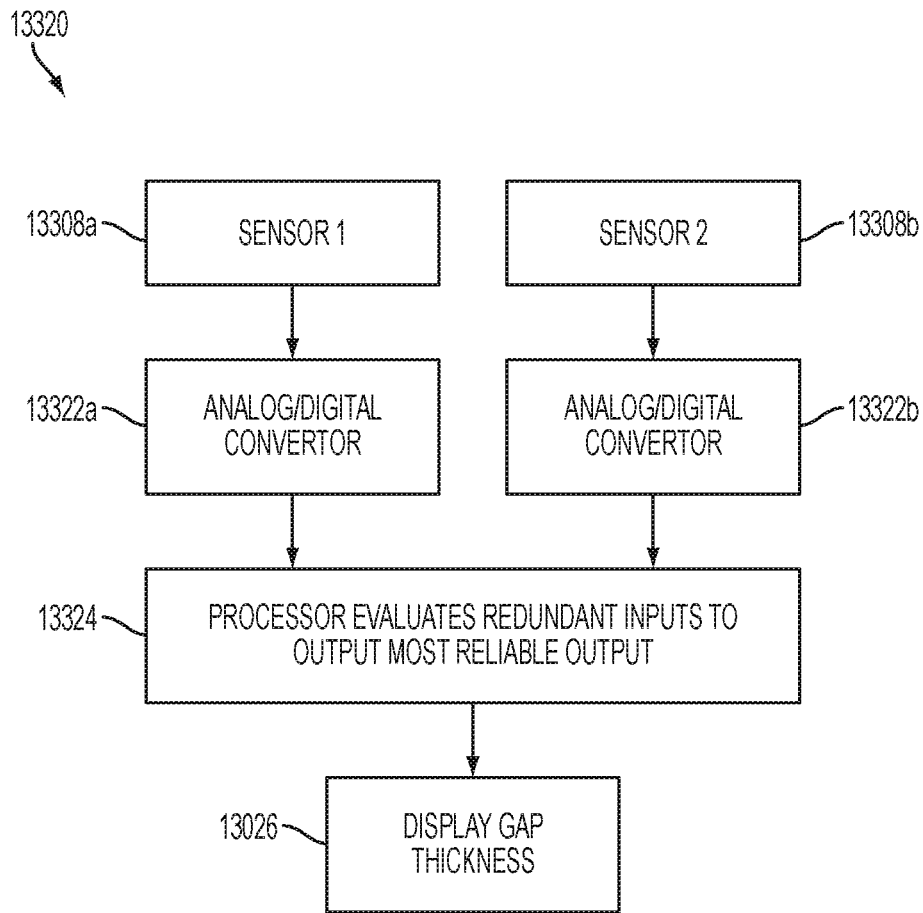 13320
13308a
SENSOR 1
SENSOR 2
13308b
13322a
ANALOG/DIGITAL
CONVERTOR
ANALOG/DIGITAL
CONVERTOR
13322b
13324
PROCESSOR EVALUATES REDUNDANT INPUTS TO
OUTPUT MOST RELIABLE OUTPUT
13026
DISPLAY GAP
THICKNESS